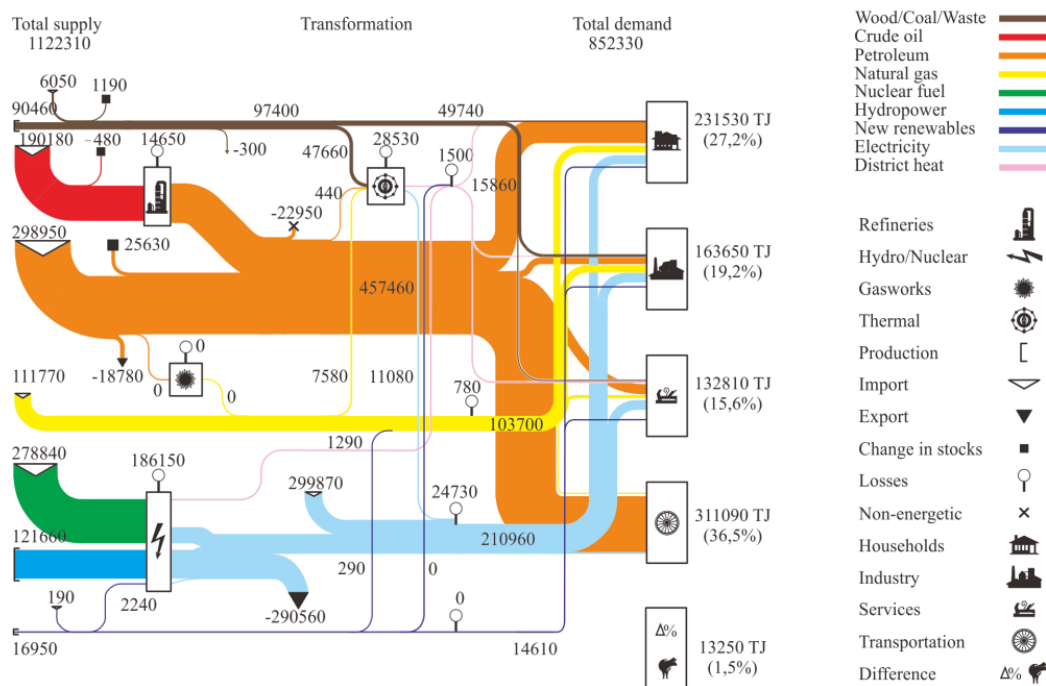 Total supply
1122310
Transformation
Total demand
852330
6050
1190
90460
97400
49740
190180
-480
14650
-300
47660
28530
1500
440
15860
-22950
298950
25630
457460
-18780
0
0
0
111770
7580
11080
780
103700
278840
186150
1290
299870
24730
121660
210960
290
0
190
2240
-290560
0
16950
14610
231530 TJ
(27,2%)
163650 TJ
(19,2%)
132810 TJ
(15,6%)
311090 TJ
(36,5%)
Δ%
13250 TJ
(1,5%)
Wood/Coal/Waste
Crude oil
Petroleum
Natural gas
Nuclear fuel
Hydropower
New renewables
Electricity
District heat
Refineries
Hydro/Nuclear
Gasworks
Thermal
Production
Import
Export
Change in stocks
Losses
Non-energetic
Households
Industry
Services
Transportation
Difference Δ%